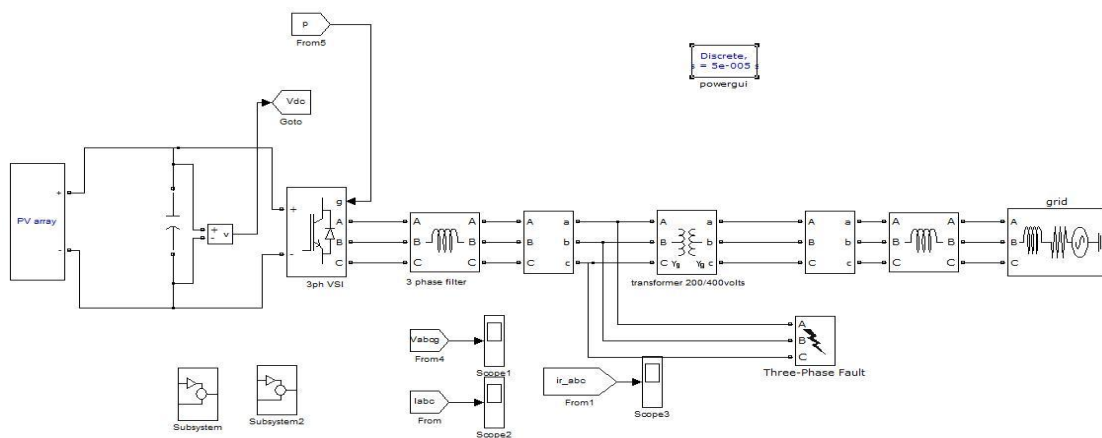 p
From5
Discrete,
s = 5e-005 s
powergui
Vdc
Goto
PV array
+
-
+
-
v
g
+
-
A
B
C
3ph VSI
A
B
C
A
B
C
3 phase filter
A
B
C
a
b
c
A
B
C
a
b
c
Yg
Yg
transformer 200/400volts
A
B
C
a
b
c
A
B
C
A
B
C
grid
A
B
C
A
B
C
Three-Phase Fault
Vabcg
From4
Scope1
Iabc
From
Scope2
ir_abc
From1
Scope3
Subsystem
Subsystem2